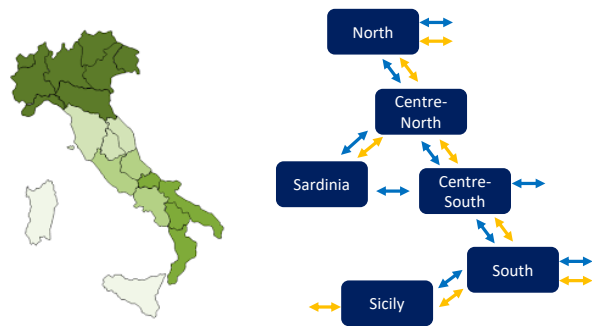 North
Centre-
North
Sardinia
Centre-
South
South
Sicily